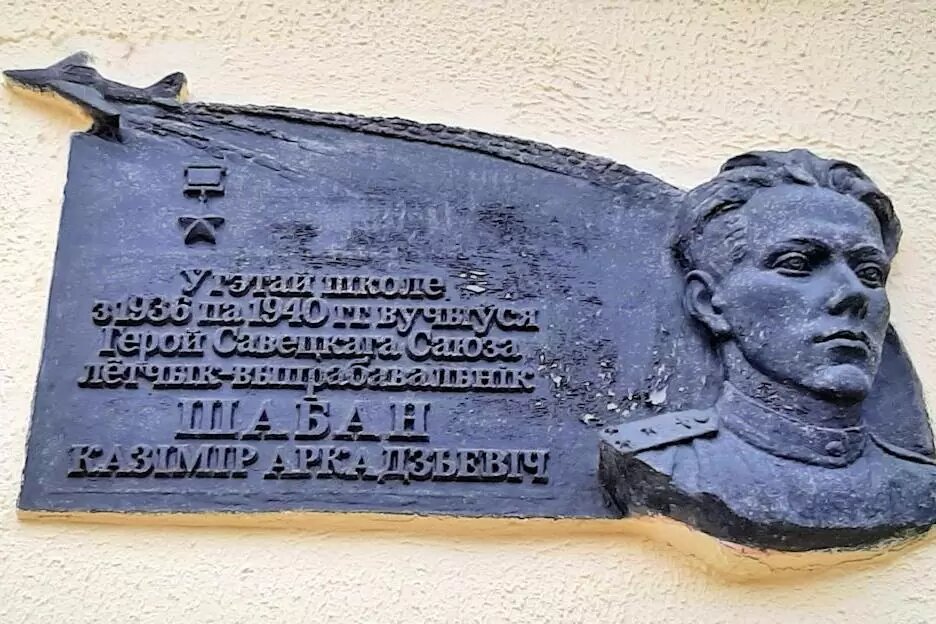 У гэтай школе
з 1936 па 1940 гг вучыўся
Герой Савецкага Саюза
лётчык-выпрабавальнік
ШАБАН
КАЗІМІР АРКАДЗЬЕВІЧ